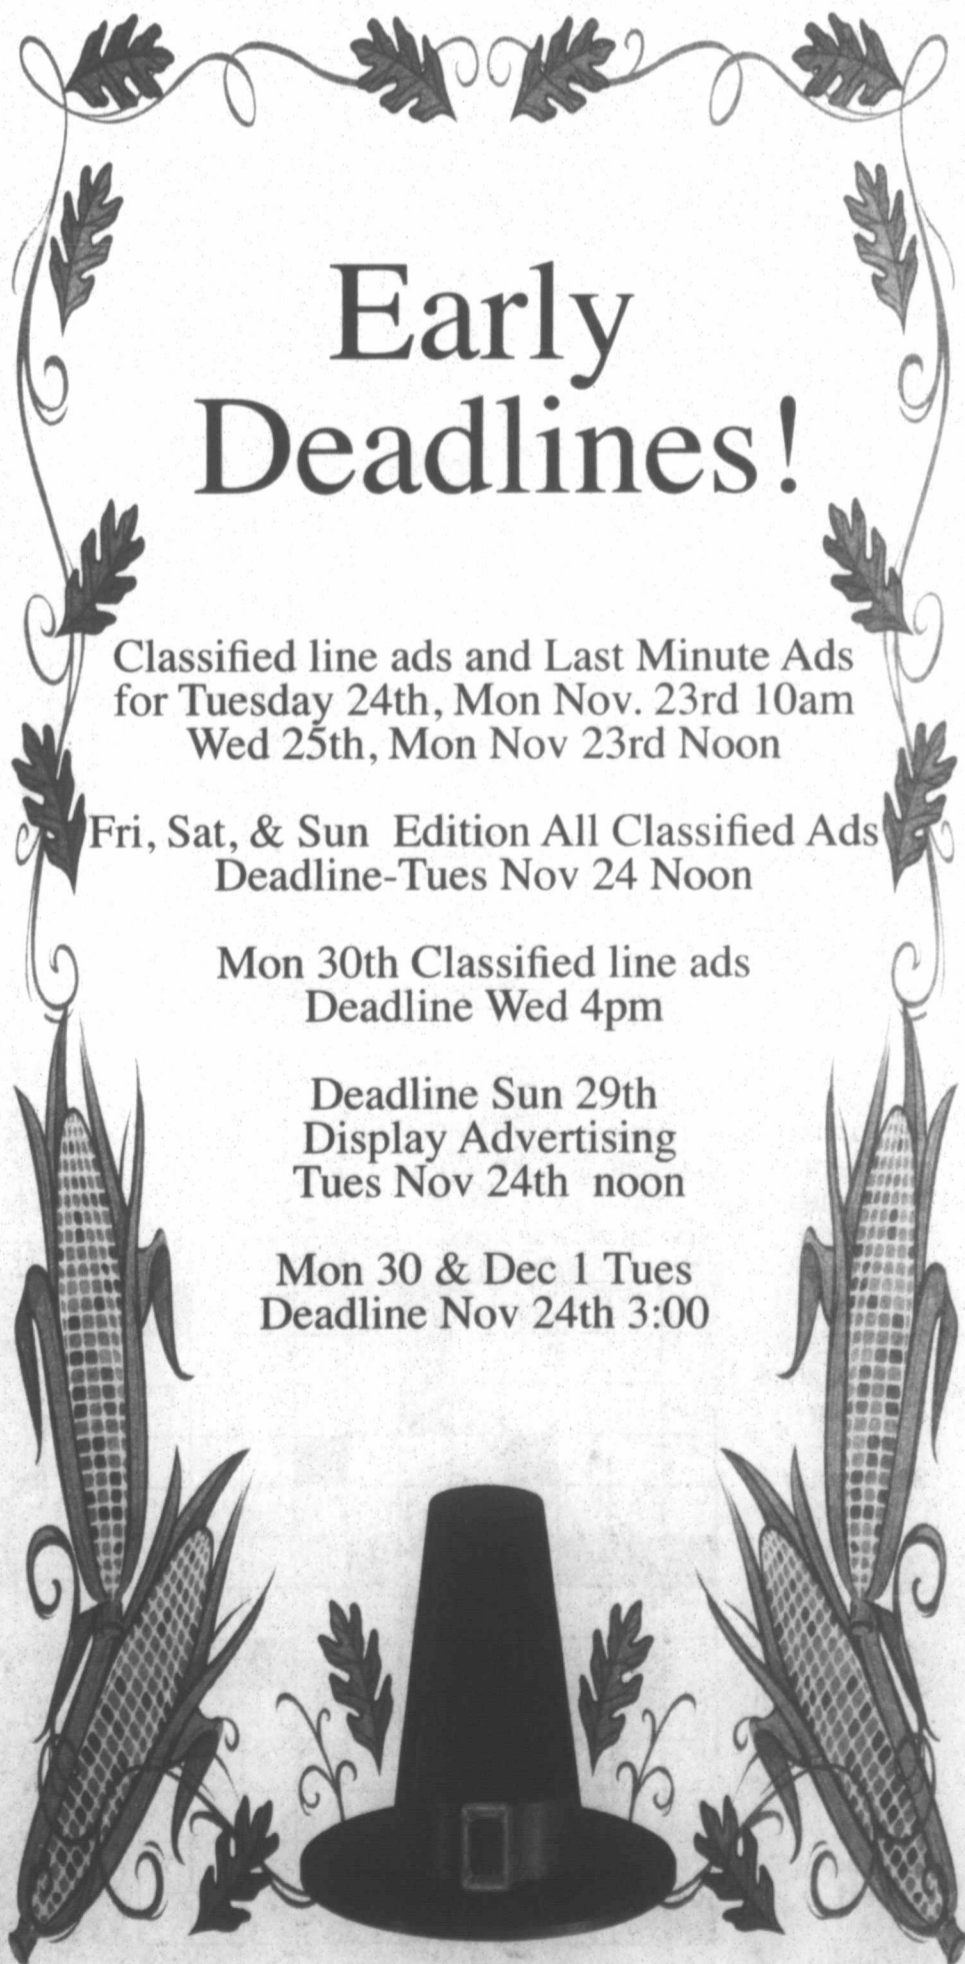 Early
Deadlines!
Classified line ads and Last Minute Ads
for Tuesday 24th, Mon Nov. 23rd 10am
Wed 25th, Mon Nov 23rd Noon
Fri, Sat, & Sun Edition All Classified Ads
Deadline-Tues Nov 24 Noon
Mon 30th Classified line ads
Deadline Wed 4pm
Deadline Sun 29th
Display Advertising
Tues Nov 24th noon
Mon 30 & Dec 1 Tues
Deadline Nov 24th 3:00